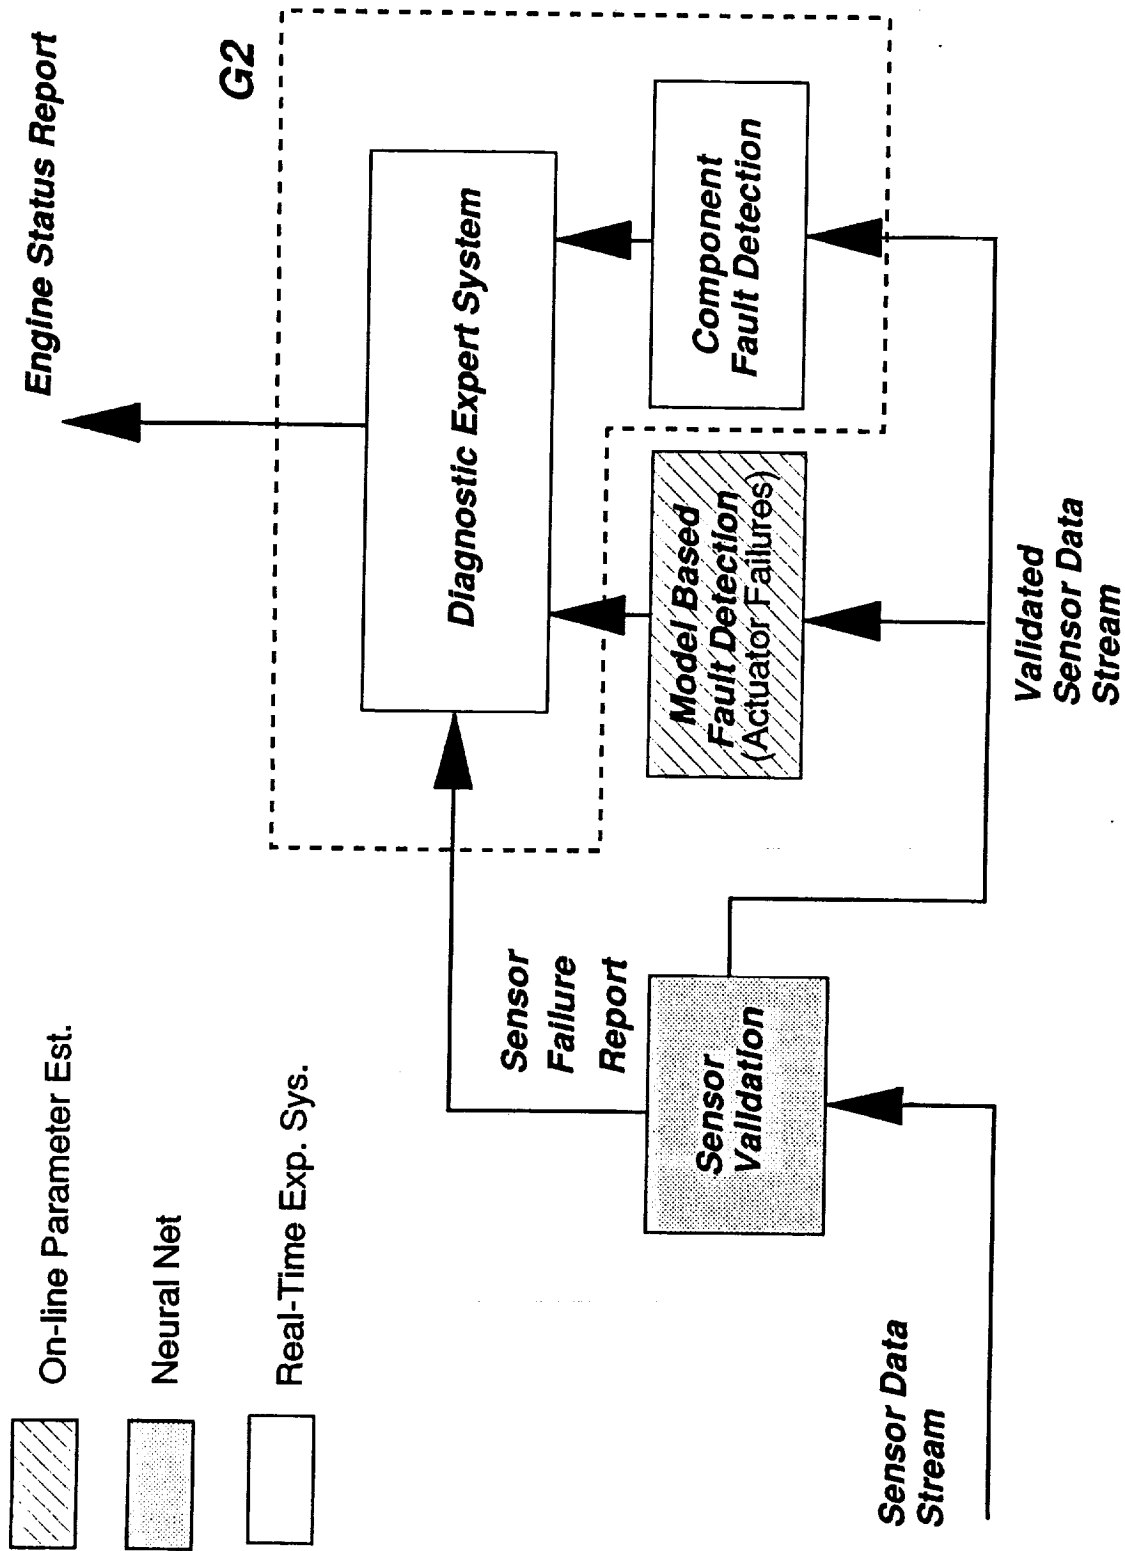 On-line Parameter Est.
Neural Net
Real-Time Exp. Sys.
Engine Status Report
G2
Diagnostic Expert System
Sensor
Failure
Report
Model Based
Fault Detection
(Actuator Failures)
Component
Fault Detection
Sensor
Validation
Sensor Data
Stream
Validated
Sensor Data
Stream